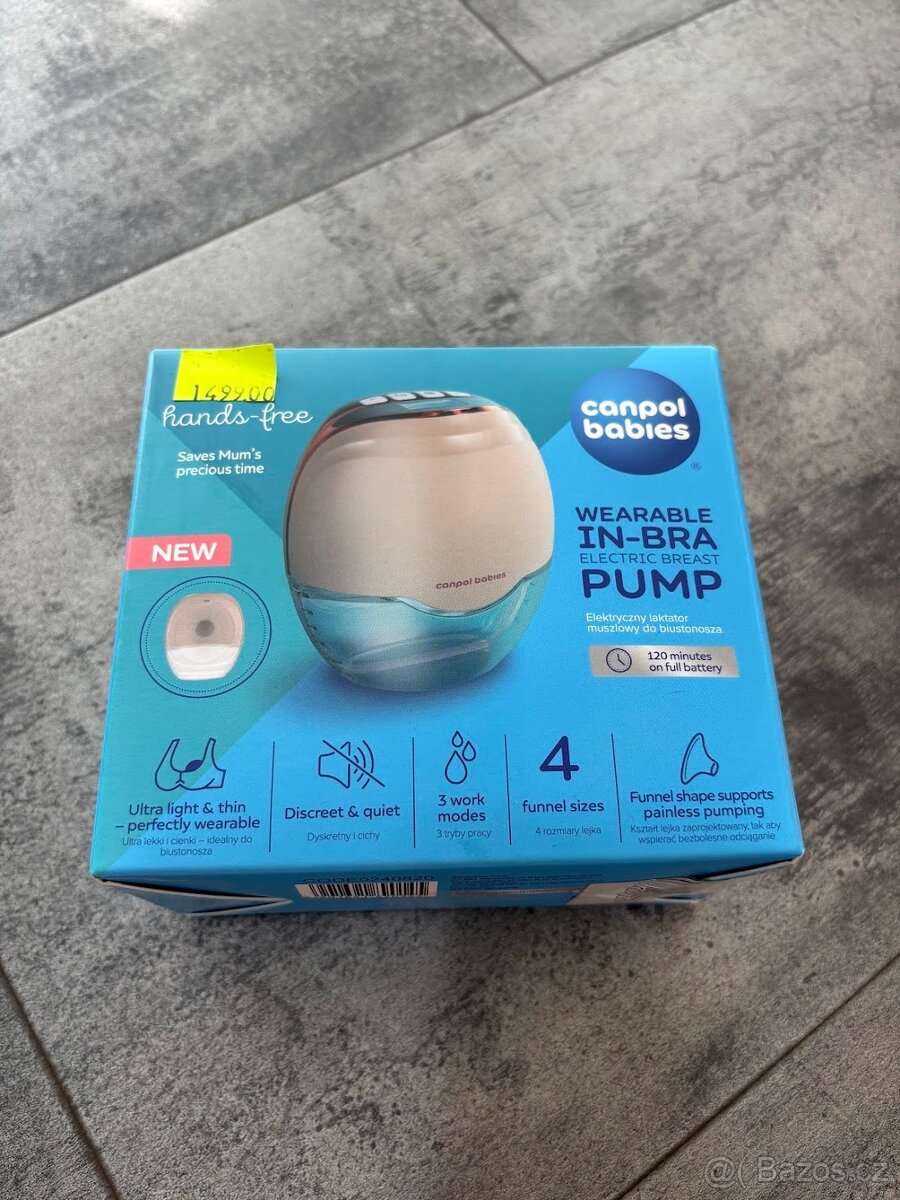 1499.00
hands-free
Saves Mum's
precious time
NEW
canpol babies
canpol
babies
®
WEARABLE
IN-BRA
ELECTRIC BREAST
PUMP
Elektryczny laktator
muszlowy do biustonosza
120 minutes
on full battery
Ultra light & thin
– perfectly wearable
Ultra lekki i cienki – idealny do
biustonosza
Discreet & quiet
Dyskretny i cichy
3 work
modes
3 tryby pracy
4
funnel sizes
4 rozmiary lejka
Funnel shape supports
painless pumping
Kształt lejka zaprojektowany, tak aby
wspierać bezbolesne odciąganie
CODE0240820
@( Bazos.cz